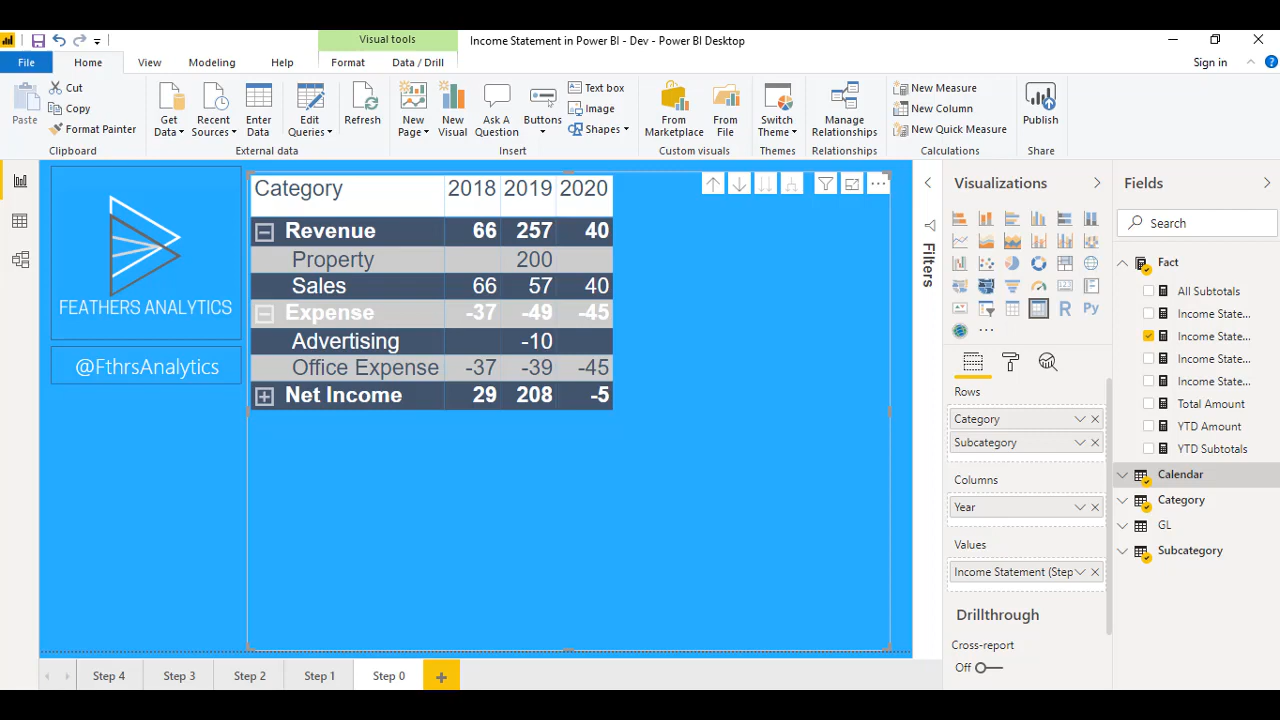 Visual tools
Income Statement in Power BI - Dev - Power BI Desktop
File
Home
View
Modeling
Help
Format
Data / Drill
Sign in
Paste
Cut
Copy
Format Painter
Clipboard
Get Data
Recent Sources
Enter Data
Edit Queries
Refresh
External data
New Page
New Visual
Ask A Question
Buttons
Text box
Image
Shapes
Insert
From Marketplace
From File
Custom visuals
Switch Theme
Themes
Manage Relationships
Relationships
New Measure
New Column
New Quick Measure
Calculations
Publish
Share
FEATHERS ANALYTICS
@FthrsAnalytics
Category 2018 2019 2020
Revenue 66 257 40
Property 200
Sales 66 57 40
Expense -37 -49 -45
Advertising -10
Office Expense -37 -39 -45
Net Income 29 208 -5
Filters
Visualizations
R
Py
Rows
Category
Subcategory
Columns
Year
Values
Income Statement (Step
Drillthrough
Cross-report
Off
Fields
Search
Fact
All Subtotals
Income State...
Income State...
Income State...
Income State...
Total Amount
YTD Amount
YTD Subtotals
Calendar
Category
GL
Subcategory
Step 4
Step 3
Step 2
Step 1
Step 0